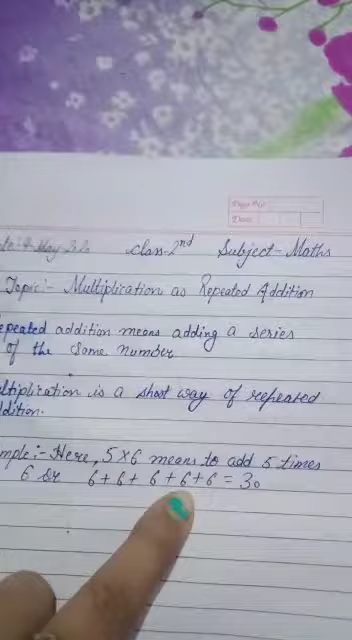 Page No.
Date
May class-2nd Subject-Maths
Topic:- Multiplication as Repeated Addition
epeated addition means adding a series
of the same number
ltiplication is a short way of repeated
ddition.
mple:- Here, 5×6 means to add 5 times
6 or 6+6+ 6+6+6 = 30